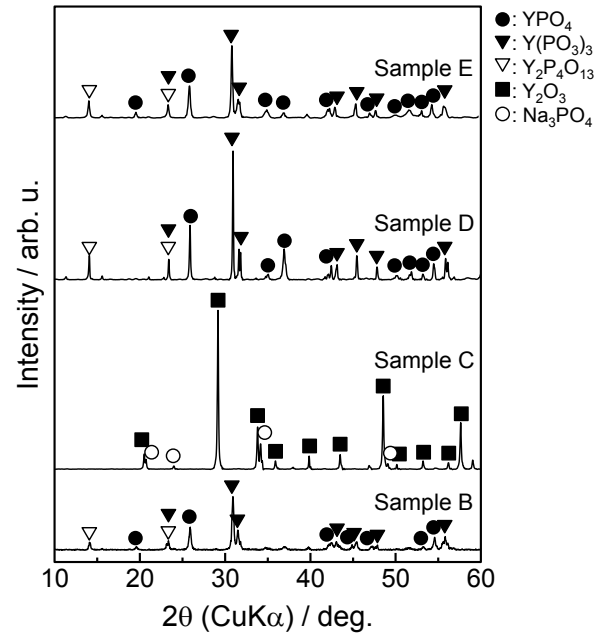 ●: YPO₄
▼: Y(PO₃)₃
▽: Y₂P₄O₁₃
■: Y₂O₃
○: Na₃PO₄
Sample E
Sample D
Sample C
Sample B
Intensity / arb. u.
10 20 30 40 50 60
2θ (CuKα) / deg.